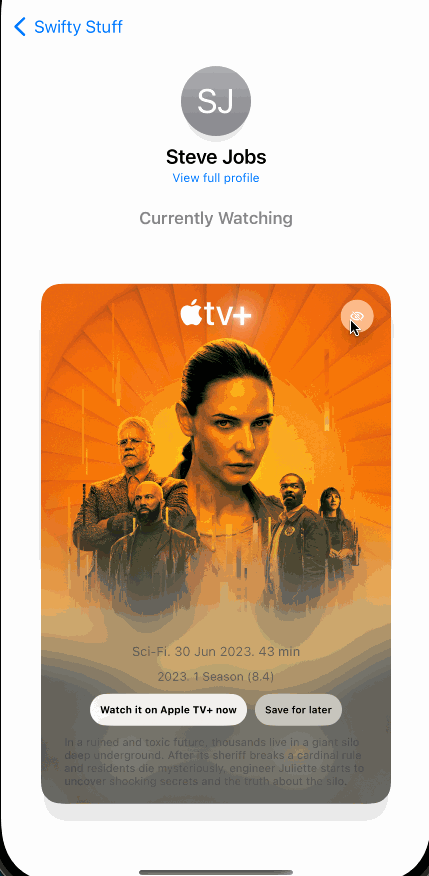 Swifty Stuff
SJ
Steve Jobs
View full profile
Currently Watching
tv+
Sci-Fi. 30 Jun 2023. 43 min
2023. 1 Season (8.4)
Watch it on Apple TV+ now
Save for later
In a ruined and toxic future, thousands live in a giant silo
deep underground. After its sheriff breaks a cardinal rule
and residents die mysteriously, engineer Juliette starts to
uncover shocking secrets and the truth about the silo.